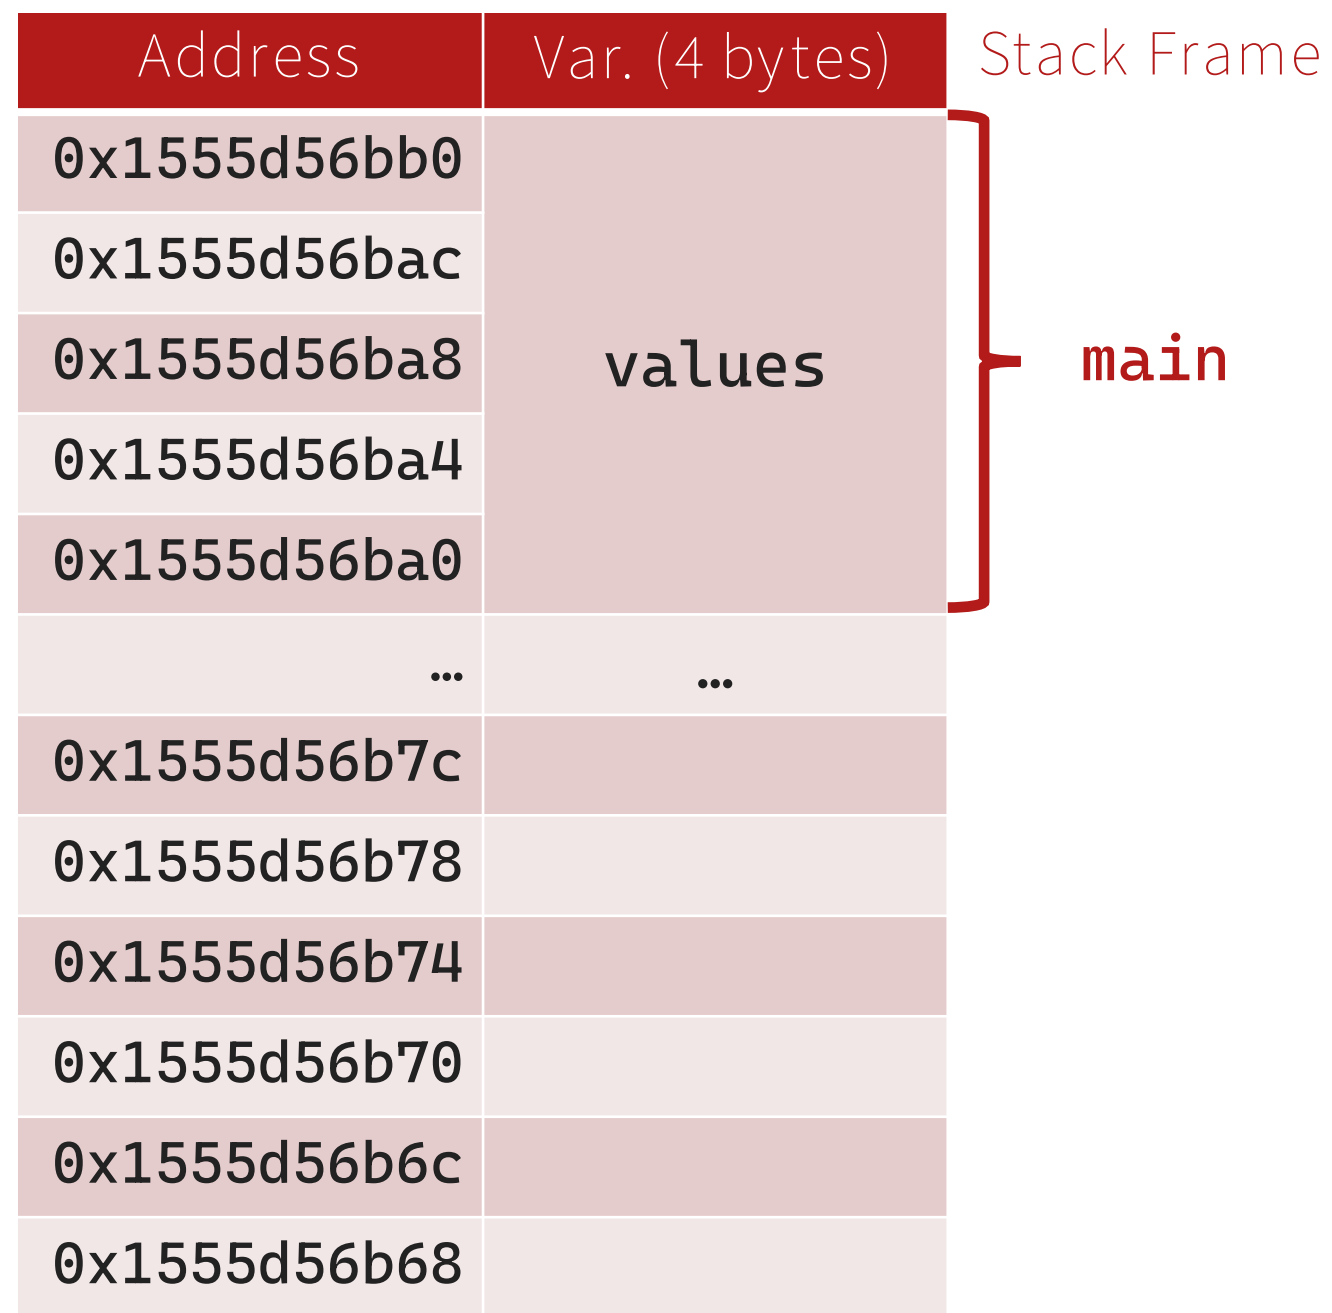 Address Var. (4 bytes) Stack Frame
0x1555d56bb0
0x1555d56bac
0x1555d56ba8 values main
0x1555d56ba4
0x1555d56ba0
… …
0x1555d56b7c
0x1555d56b78
0x1555d56b74
0x1555d56b70
0x1555d56b6c
0x1555d56b68